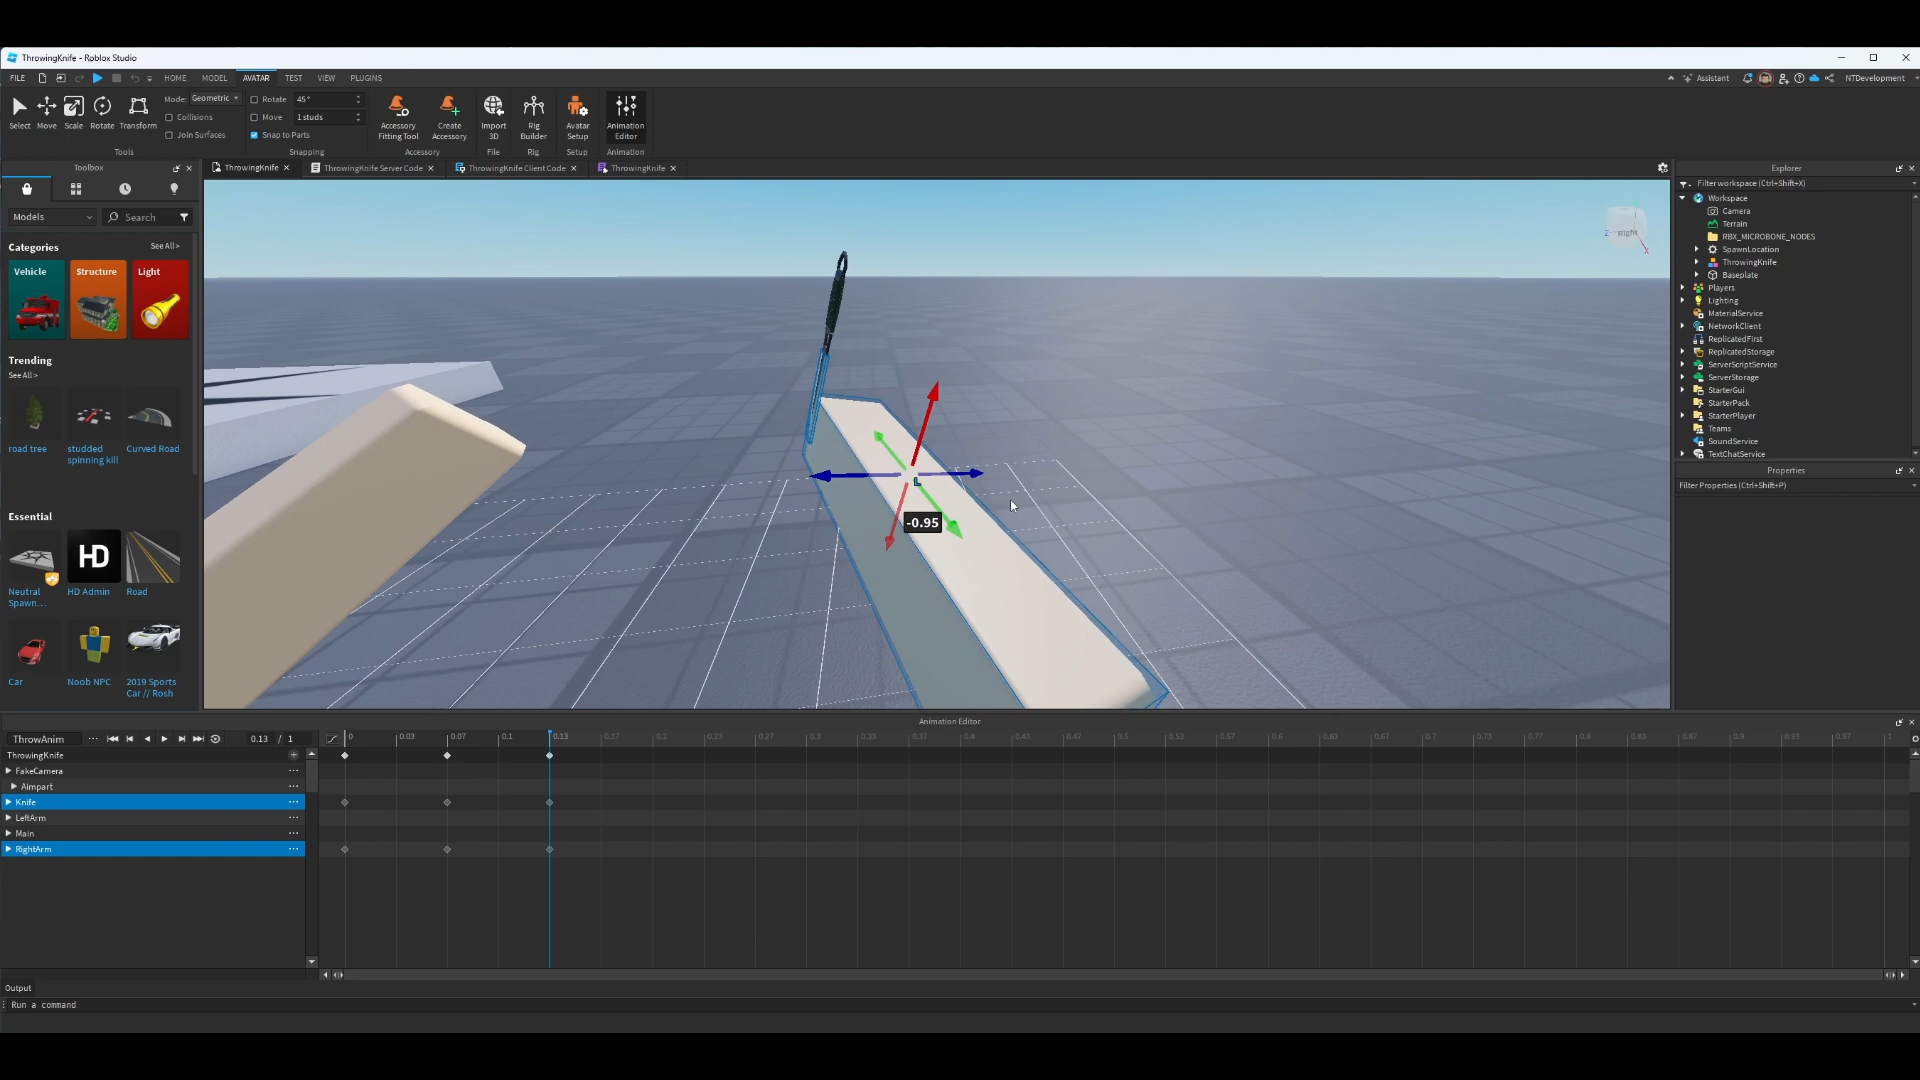 ThrowingKnife - Roblox Studio
FILE HOME MODEL AVATAR TEST VIEW PLUGINS Assistant NTDevelopment
Select Move Scale Rotate Transform
Mode: Geometric
Collisions
Join Surfaces
Tools
Rotate 45°
Move 1 studs
Snap to Parts
Snapping
Accessory Fitting Tool
Create Accessory
Accessory
Import 3D
File
Rig Builder
Rig
Avatar Setup
Setup
Animation Editor
Animation
Toolbox
ThrowingKnife
ThrowingKnife Server Code
ThrowingKnife Client Code
ThrowingKnife
Models
Search
Categories
See All >
Vehicle
Structure
Light
Trending
See All >
road tree
studded spinning kill
Curved Road
Essential
Neutral Spawn...
HD
HD Admin
Road
Car
Noob NPC
2019 Sports Car // Rosh
Right
Z
X
L
-0.95
Explorer
Filter workspace (Ctrl+Shift+X)
Workspace
Camera
Terrain
RBX_MICROBONE_NODES
SpawnLocation
ThrowingKnife
Baseplate
Players
Lighting
MaterialService
NetworkClient
ReplicatedFirst
ReplicatedStorage
ServerScriptService
ServerStorage
StarterGui
StarterPack
StarterPlayer
Teams
SoundService
TextChatService
Properties
Filter Properties (Ctrl+Shift+P)
Animation Editor
ThrowAnim ... 0.13 / 1
0 0.03 0.07 0.1 0.13 0.17 0.2 0.23 0.27 0.3 0.33 0.37 0.4 0.43 0.47 0.5 0.53 0.57 0.6 0.63 0.67 0.7 0.73 0.77 0.8 0.83 0.87 0.9 0.93 0.97 1
ThrowingKnife
FakeCamera ...
Aimpart ...
Knife ...
LeftArm ...
Main ...
RightArm ...
Output
Run a command